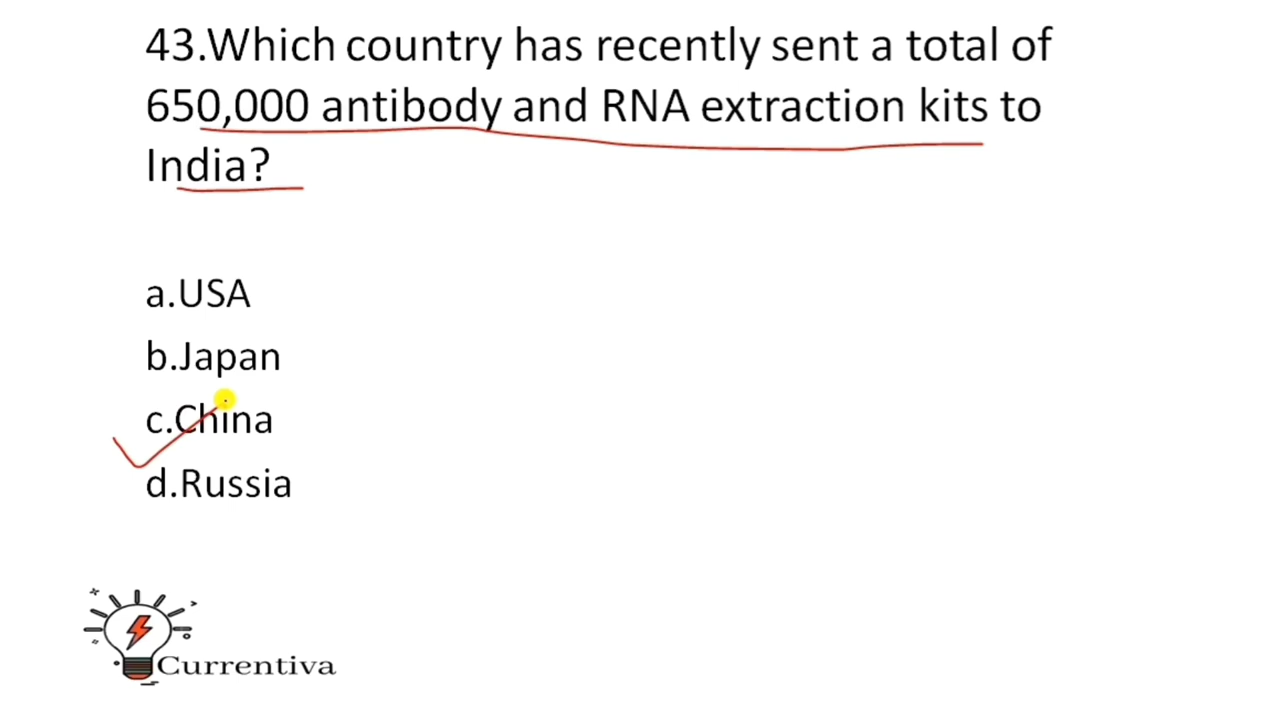 43.Which country has recently sent a total of
650,000 antibody and RNA extraction kits to
India?
a.USA
b.Japan
c.China
d.Russia
Currentiva